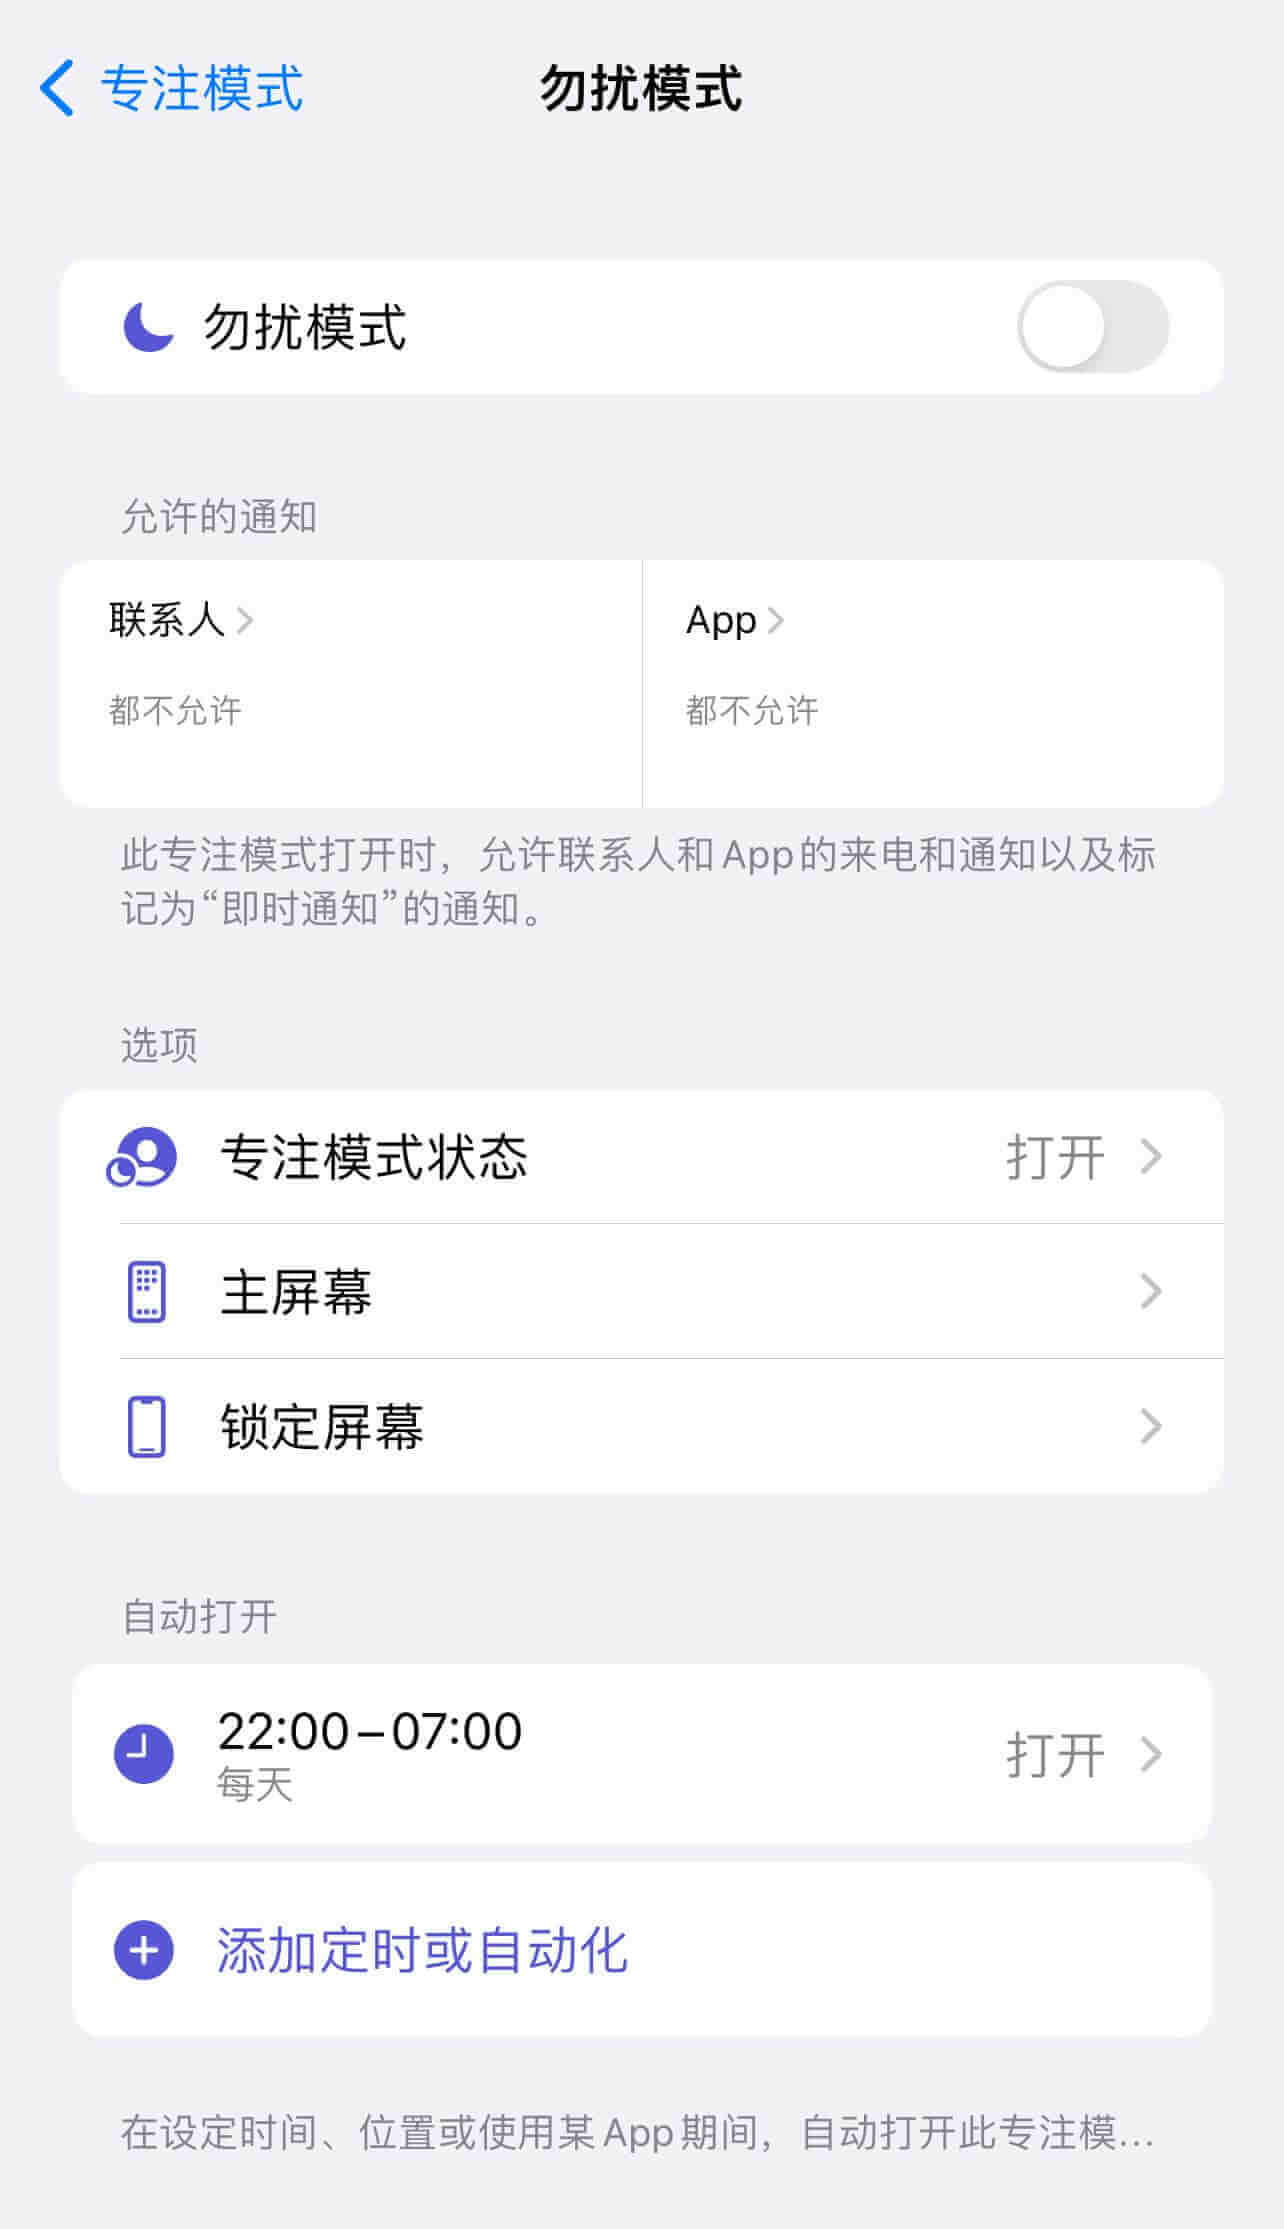 专注模式
勿扰模式
勿扰模式
允许的通知
联系人
都不允许
App
都不允许
此专注模式打开时，允许联系人和App的来电和通知以及标
记为“即时通知”的通知。
选项
专注模式状态 打开
主屏幕
锁定屏幕
自动打开
22:00–07:00
每天
打开
添加定时或自动化
在设定时间、位置或使用某App期间，自动打开此专注模…